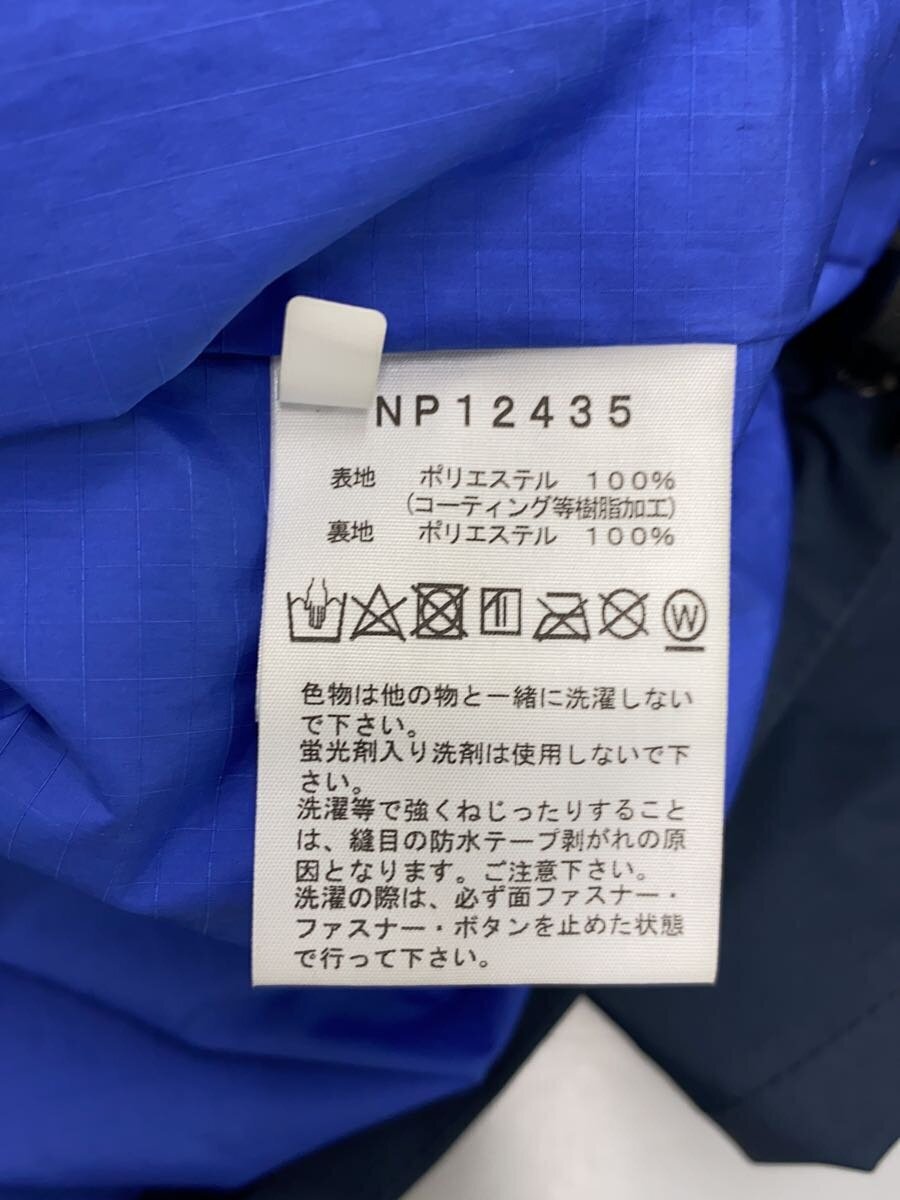 NP12435
表地 ポリエステル 100%
(コーティング等樹脂加工)
裏地 ポリエステル 100%
W
色物は他の物と一緒に洗濯しない
で下さい。
蛍光剤入り洗剤は使用しないで下
さい。
洗濯等で強くねじったりすること
は、縫目の防水テープ剥がれの原
因となります。ご注意下さい。
洗濯の際は、必ず面ファスナー・
ファスナー・ボタンを止めた状態
で行って下さい。